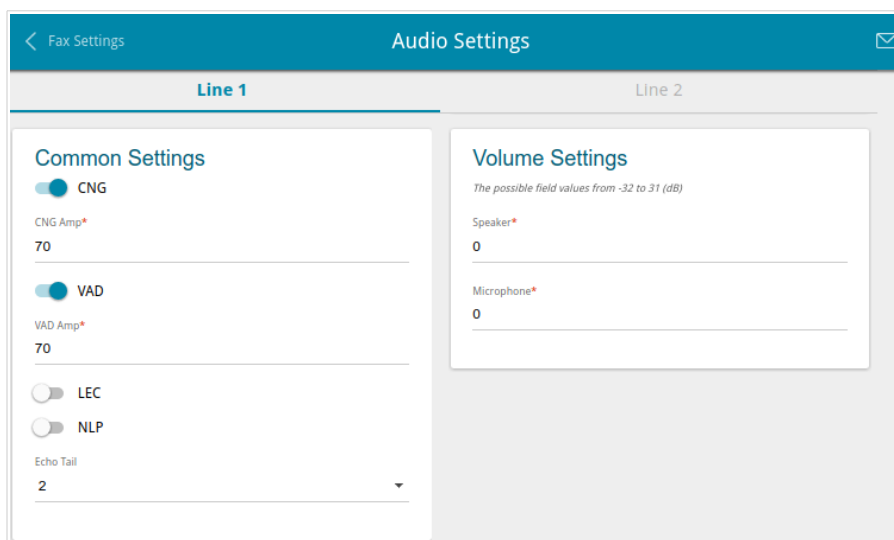 Fax Settings
Audio Settings
Line 1
Line 2
Common Settings
CNG
CNG Amp*
70
VAD
VAD Amp*
70
LEC
NLP
Echo Tail
2
Volume Settings
The possible field values from -32 to 31 (dB)
Speaker*
0
Microphone*
0